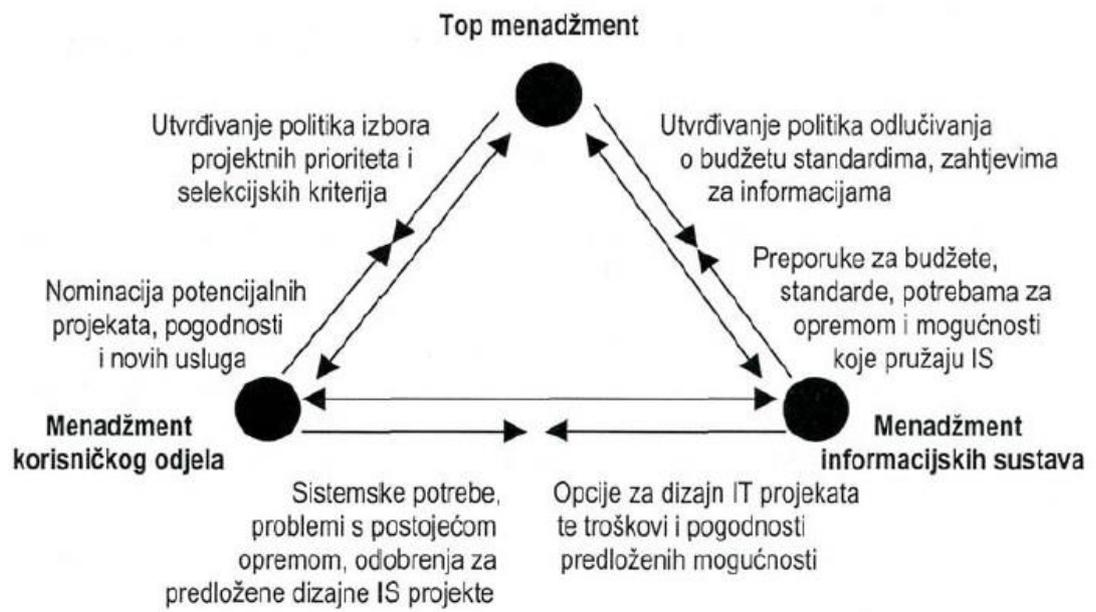 Top menadžment
Utvrđivanje politika izbora
projektnih prioriteta i
selekcijskih kriterija
Utvrđivanje politika odlučivanja
o budžetu standardima, zahtjevima
za informacijama
Nominacija potencijalnih
projekata, pogodnosti
i novih usluga
Preporuke za budžete,
standarde, potrebama za
opremom i mogućnosti
koje pružaju IS
Menadžment
korisničkog odjela
Menadžment
informacijskih sustava
Sistemske potrebe,
problemi s postojećom
opremom, odobrenja za
predložene dizajne IS projekte
Opcije za dizajn IT projekata
te troškovi i pogodnosti
predloženih mogućnosti